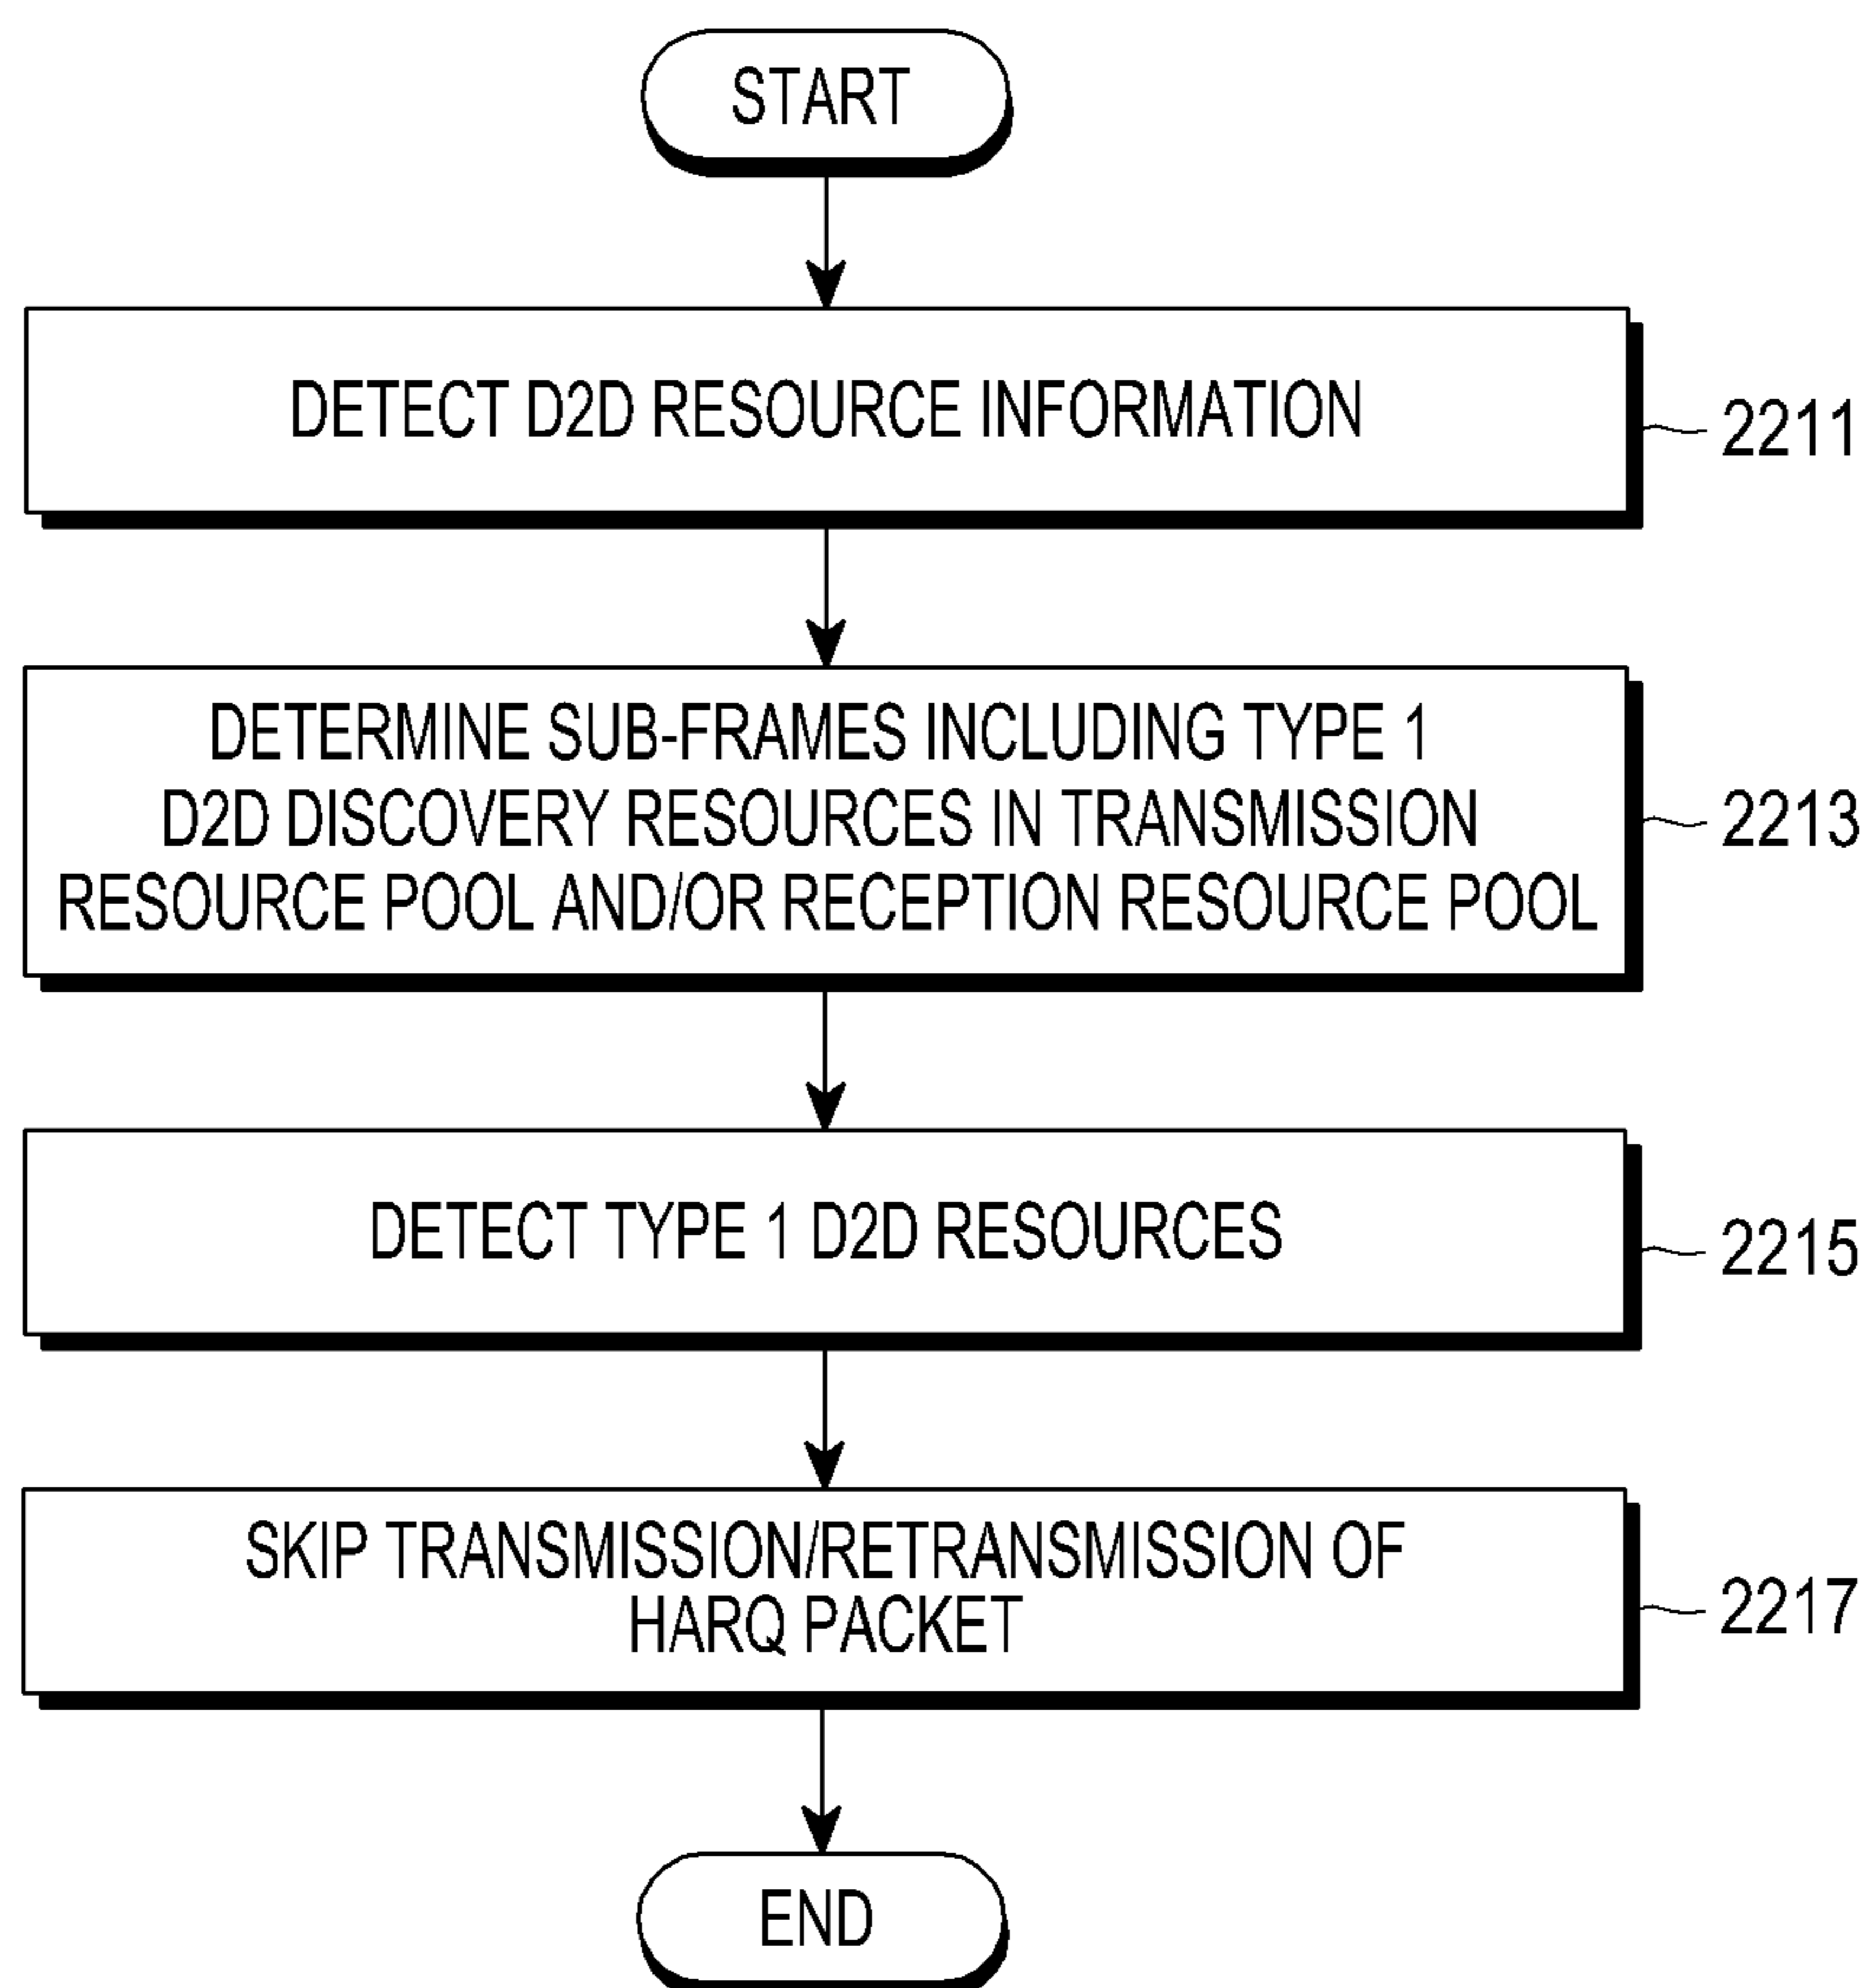 START
DETECT D2D RESOURCE INFORMATION
2211
DETERMINE SUB-FRAMES INCLUDING TYPE 1
D2D DISCOVERY RESOURCES IN TRANSMISSION
RESOURCE POOL AND/OR RECEPTION RESOURCE POOL
2213
DETECT TYPE 1 D2D RESOURCES
2215
SKIP TRANSMISSION/RETRANSMISSION OF
HARQ PACKET
2217
END